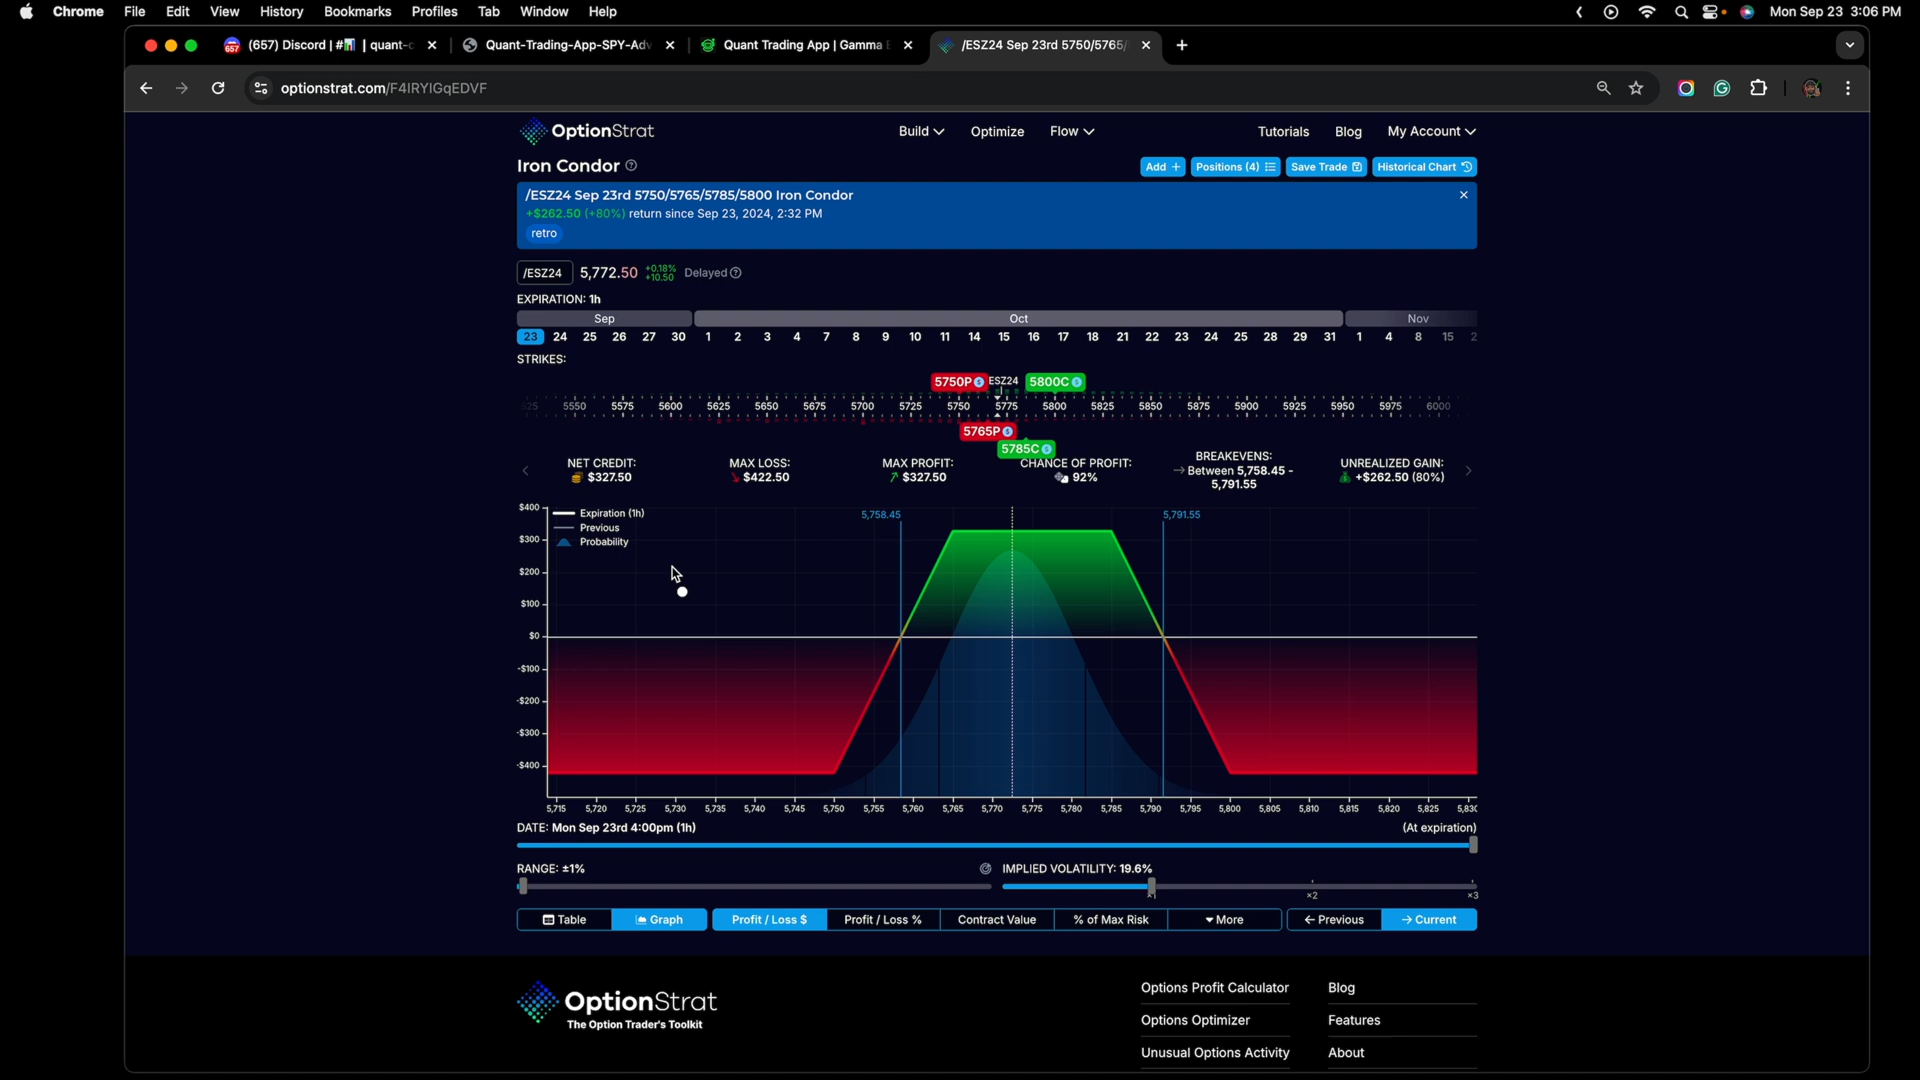 Chrome File Edit View History Bookmarks Profiles Tab Window Help Mon Sep 23 3:06 PM
657 (657) Discord | #📊 | quant-c Quant-Trading-App-SPY-Adv Quant Trading App | Gamma E /ESZ24 Sep 23rd 5750/5765/
optionstrat.com/F4IRYIGqEDVF
OptionStrat Build Optimize Flow Tutorials Blog My Account
Iron Condor Add + Positions (4) Save Trade Historical Chart
/ESZ24 Sep 23rd 5750/5765/5785/5800 Iron Condor
+$262.50 (+80%) return since Sep 23, 2024, 2:32 PM
retro
/ESZ24 5,772.50 +0.18% +10.50 Delayed
EXPIRATION: 1h
Sep Oct Nov
23 24 25 26 27 30 1 2 3 4 7 8 9 10 11 14 15 16 17 18 21 22 23 24 25 28 29 30 31 1 4 8 15 2
STRIKES:
5750P ESZ24 5800C
525 5550 5575 5600 5625 5650 5675 5700 5725 5750 5775 5800 5825 5850 5875 5900 5925 5950 5975 6000
5765P
5785C
NET CREDIT: MAX LOSS: MAX PROFIT: CHANCE OF PROFIT: BREAKEVENS: UNREALIZED GAIN:
$327.50 $422.50 $327.50 92% Between 5,758.45 - 5,791.55 +$262.50 (80%)
$400 Expiration (1h) 5,758.45 5,791.55
Previous
$300 Probability
$200
$100
$0
-$100
-$200
-$300
-$400
5,715 5,720 5,725 5,730 5,735 5,740 5,745 5,750 5,755 5,760 5,765 5,770 5,775 5,780 5,785 5,790 5,795 5,800 5,805 5,810 5,815 5,820 5,825 5,830
DATE: Mon Sep 23rd 4:00pm (1h) (At expiration)
RANGE: ±1% IMPLIED VOLATILITY: 19.6%
×1 ×2 ×3
Table Graph Profit / Loss $ Profit / Loss % Contract Value % of Max Risk More Previous Current
OptionStrat
The Option Trader's Toolkit
Options Profit Calculator Blog
Options Optimizer Features
Unusual Options Activity About